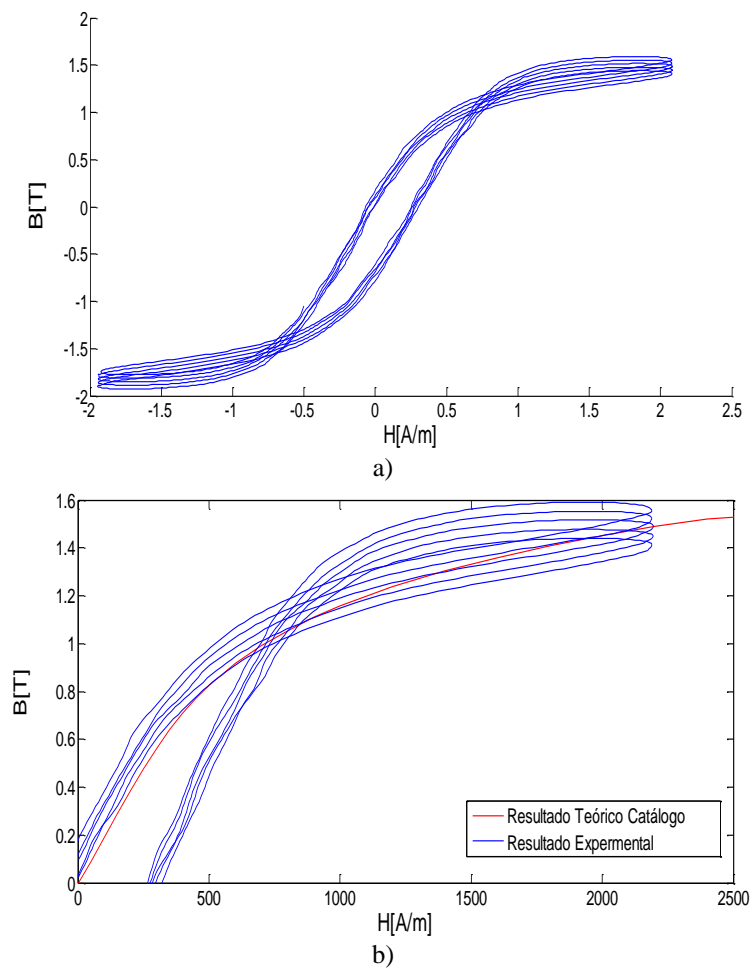 2
1.5
1
0.5
0
-0.5
-1
-1.5
-2
B[T]
-2 -1.5 -1 -0.5 0 0.5 1 1.5 2 2.5
H[A/m]
a)
1.6
1.4
1.2
1
0.8
0.6
0.4
0.2
0
B[T]
Resultado Teórico Catálogo
Resultado Expermental
0 500 1000 1500 2000 2500
H[A/m]
b)